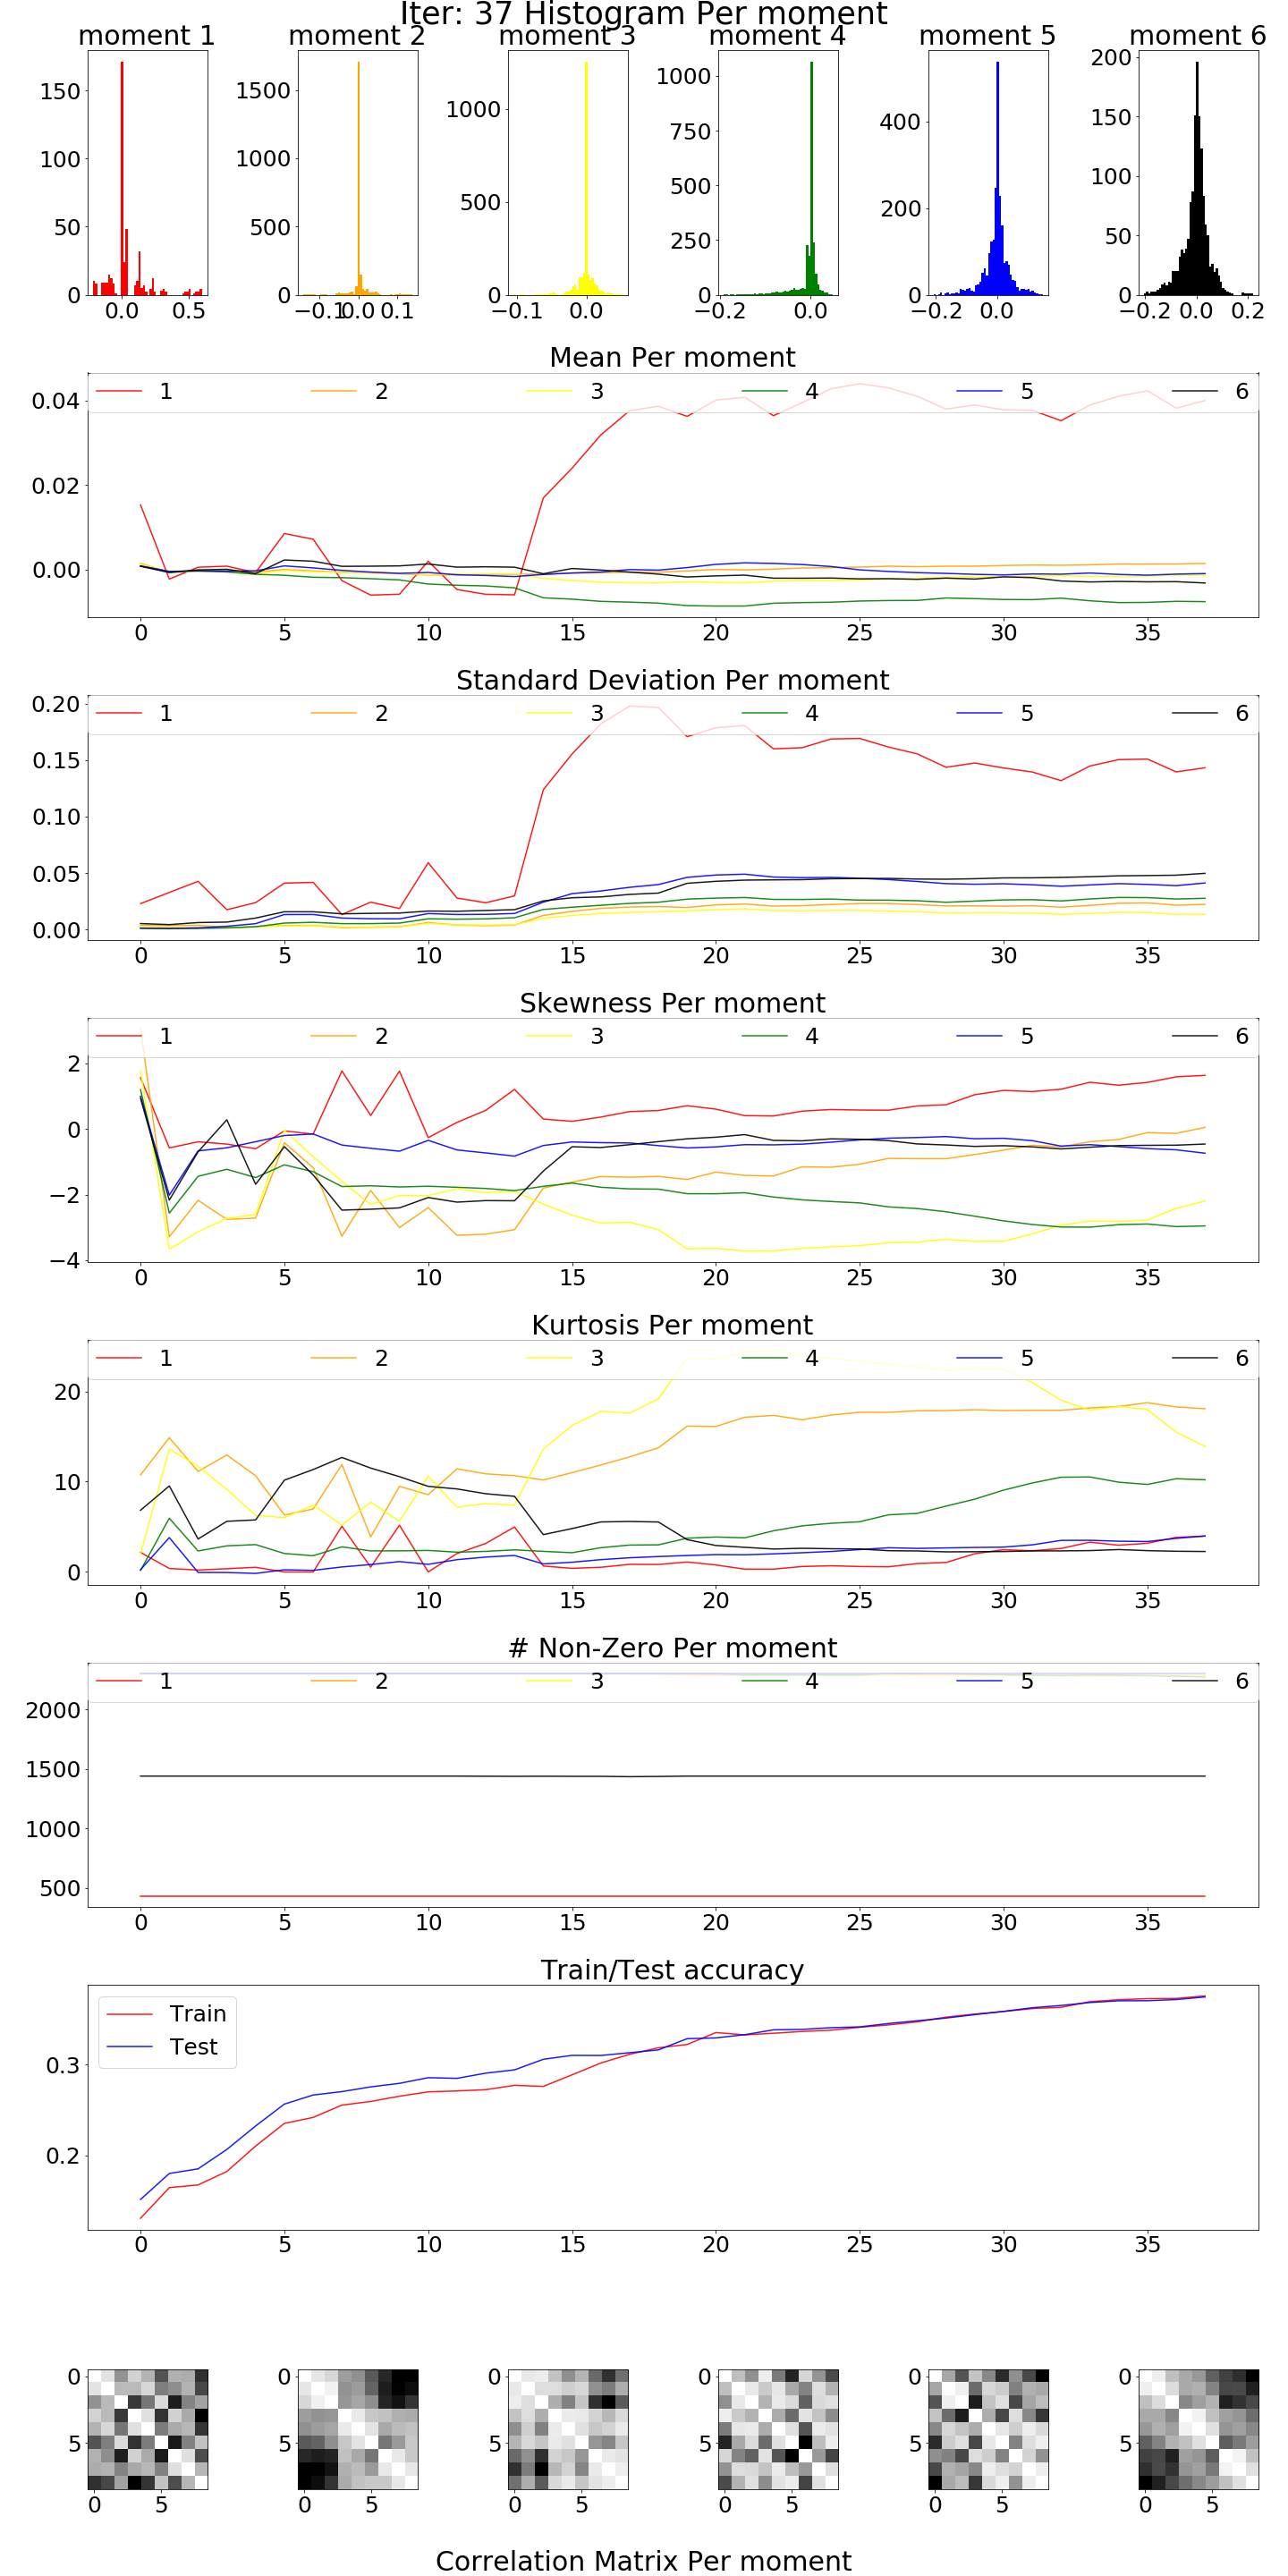 Iter: 37 Histogram Per moment
moment 1 moment 2 moment 3 moment 4 moment 5 moment 6
150
100
50
0
0.0 0.5
1500
1000
500
0
−0.1 0.0 0.1
1000
500
0
−0.1 0.0
1000
750
500
250
0
−0.2 0.0
400
200
0
−0.2 0.0
200
150
100
50
0
−0.2 0.0 0.2
Mean Per moment
1 2 3 4 5 6
0.04
0.02
0.00
0 5 10 15 20 25 30 35
Standard Deviation Per moment
1 2 3 4 5 6
0.20
0.15
0.10
0.05
0.00
0 5 10 15 20 25 30 35
Skewness Per moment
1 2 3 4 5 6
2
0
−2
−4
0 5 10 15 20 25 30 35
Kurtosis Per moment
1 2 3 4 5 6
20
10
0
0 5 10 15 20 25 30 35
# Non-Zero Per moment
1 2 3 4 5 6
2000
1500
1000
500
0 5 10 15 20 25 30 35
Train/Test accuracy
Train
Test
0.3
0.2
0 5 10 15 20 25 30 35
0 0 0 0 0 0
5 5 5 5 5 5
0 5 0 5 0 5 0 5 0 5 0 5
Correlation Matrix Per moment